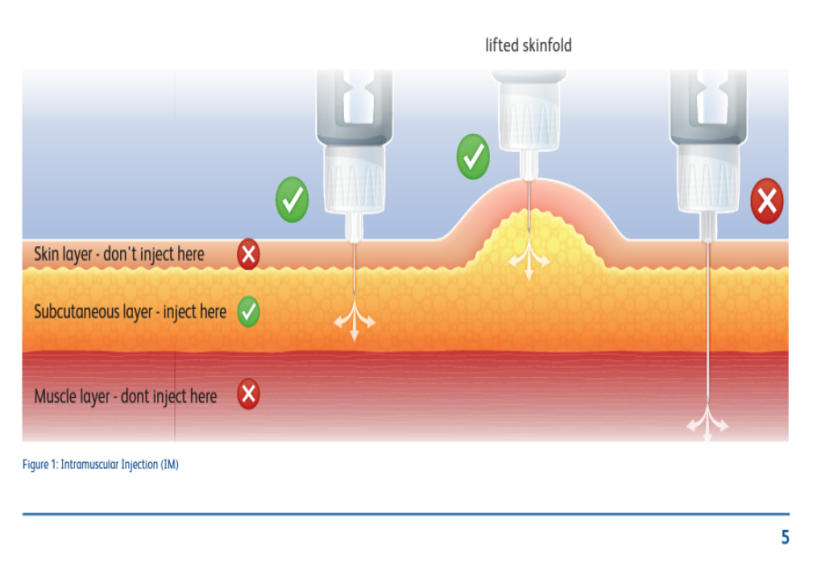 lifted skinfold
Skin layer - don't inject here
Subcutaneous layer - inject here
Muscle layer - dont inject here
Figure 1: Intramuscular Injection (IM)
5